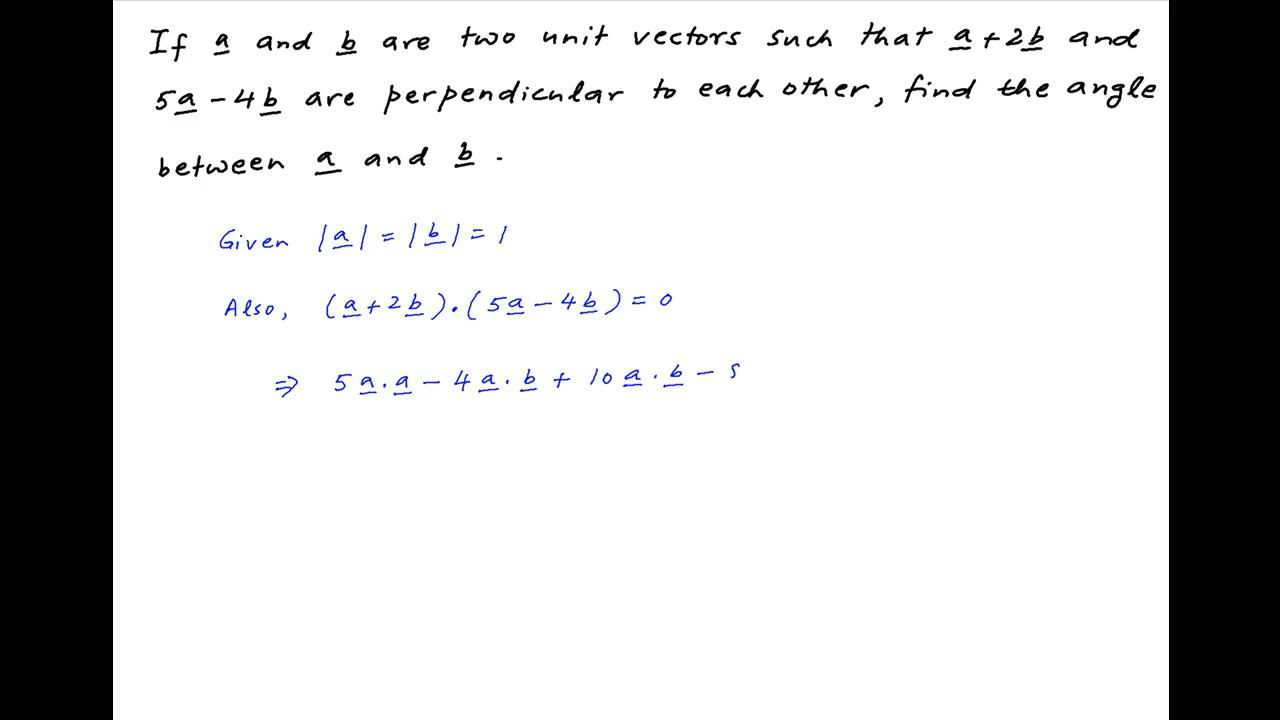 If a and b are two unit vectors such that a + 2b and
5a - 4b are perpendicular to each other, find the angle
between a and b.
Given |a| = |b| = 1
Also, (a + 2b) . (5a - 4b) = 0
⇒ 5a . a - 4a . b + 10a . b -